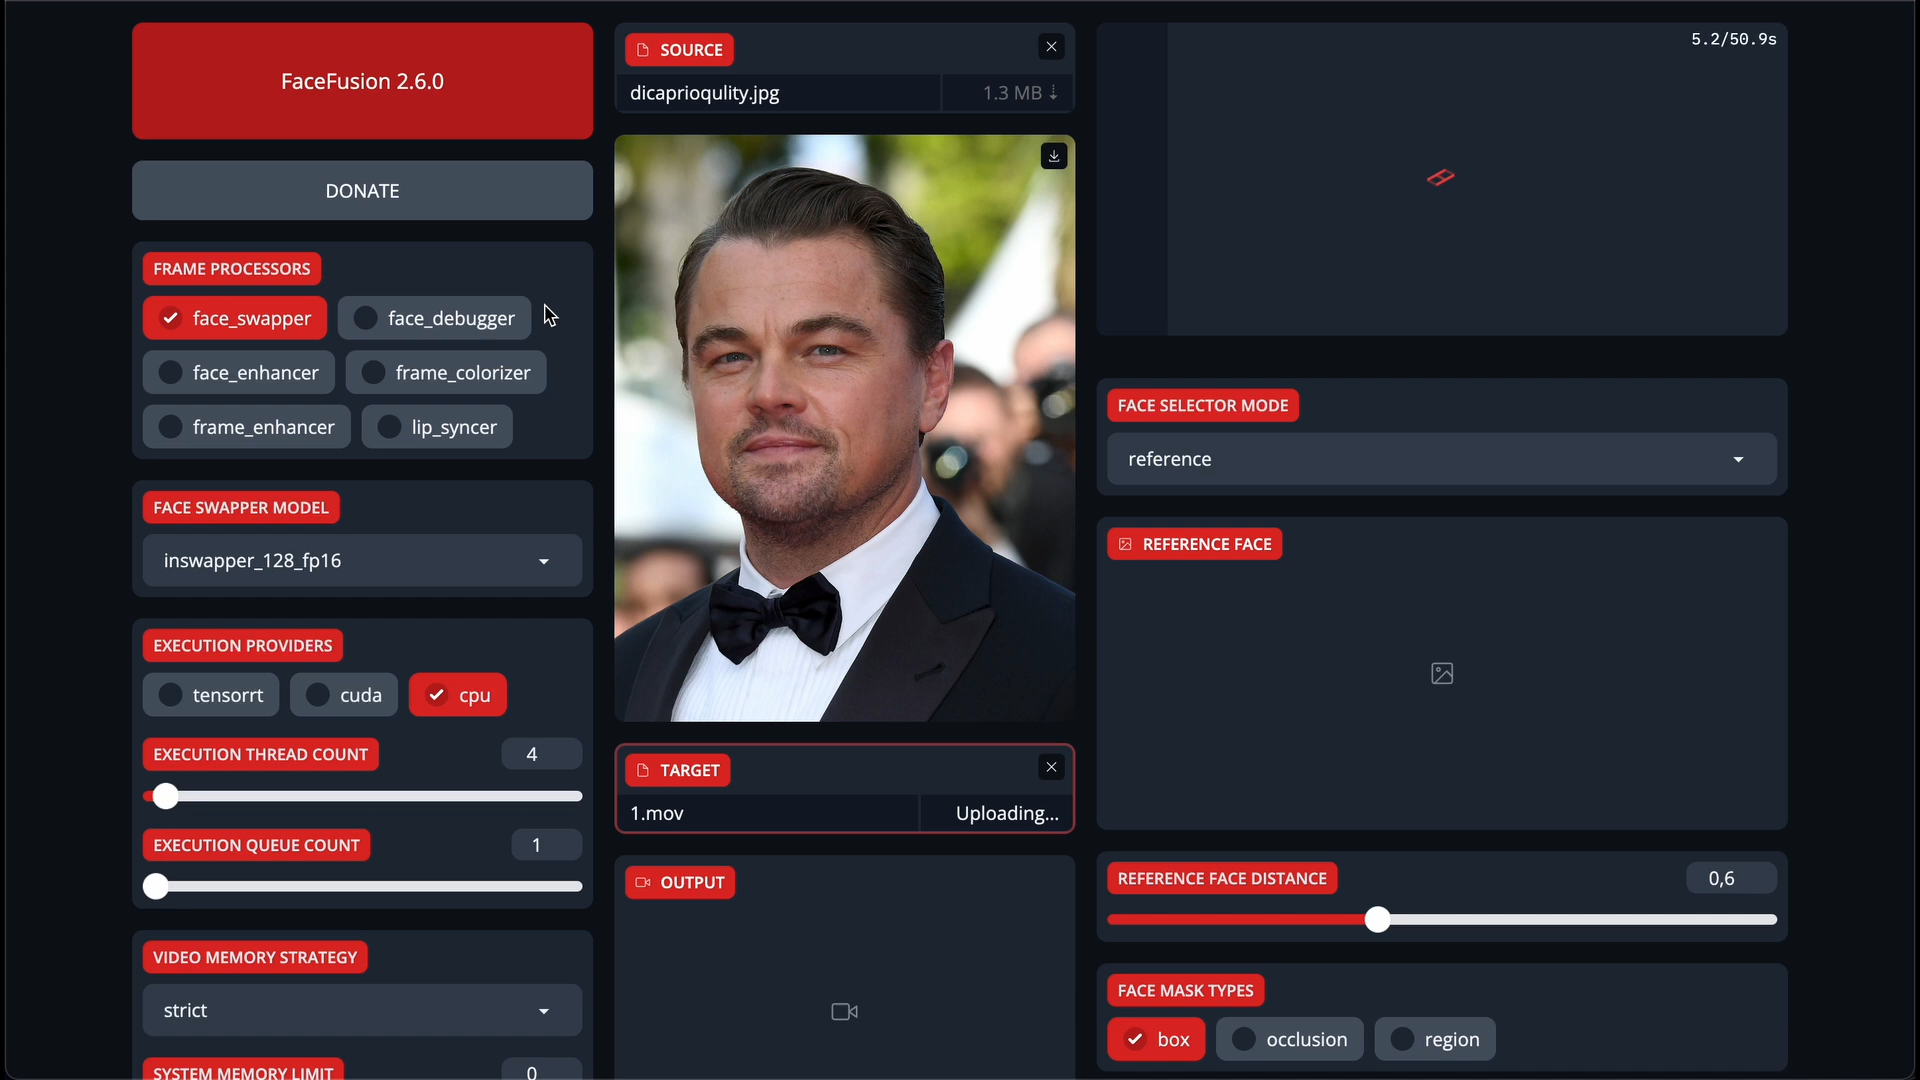 FaceFusion 2.6.0
DONATE
FRAME PROCESSORS
face_swapper
face_debugger
face_enhancer
frame_colorizer
frame_enhancer
lip_syncer
FACE SWAPPER MODEL
inswapper_128_fp16
EXECUTION PROVIDERS
tensorrt
cuda
cpu
EXECUTION THREAD COUNT
4
EXECUTION QUEUE COUNT
1
VIDEO MEMORY STRATEGY
strict
SYSTEM MEMORY LIMIT
0
SOURCE
dicaprioqulity.jpg
1.3 MB ⇣
TARGET
1.mov
Uploading...
OUTPUT
5.2/50.9s
FACE SELECTOR MODE
reference
REFERENCE FACE
REFERENCE FACE DISTANCE
0,6
FACE MASK TYPES
box
occlusion
region